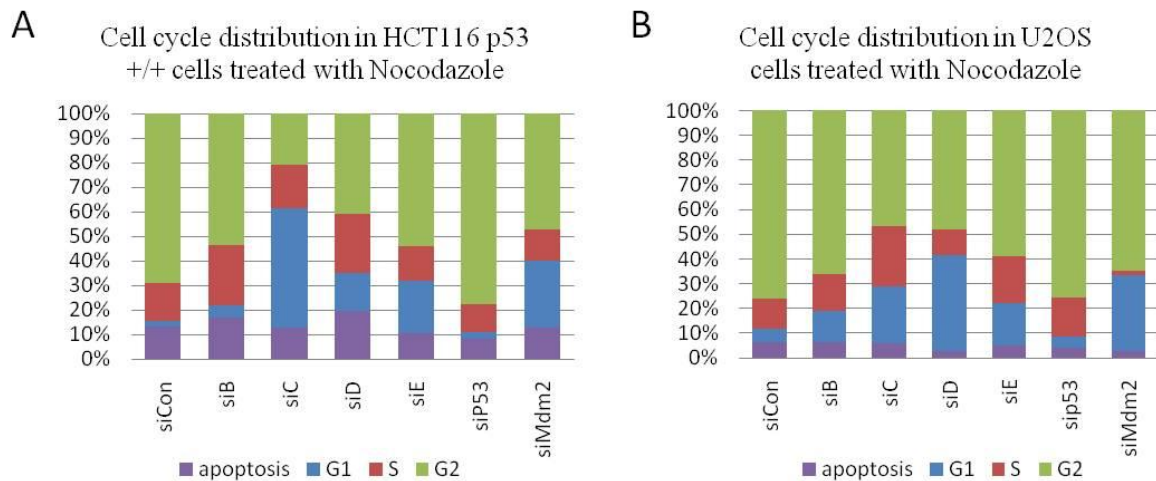 A
Cell cycle distribution in HCT116 p53
+/+ cells treated with Nocodazole
100%
90%
80%
70%
60%
50%
40%
30%
20%
10%
0%
siCon
siB
siC
siD
siE
siP53
siMdm2
apoptosis G1 S G2
B
Cell cycle distribution in U2OS
cells treated with Nocodazole
100%
90%
80%
70%
60%
50%
40%
30%
20%
10%
0%
siCon
siB
siC
siD
siE
sip53
siMdm2
apoptosis G1 S G2